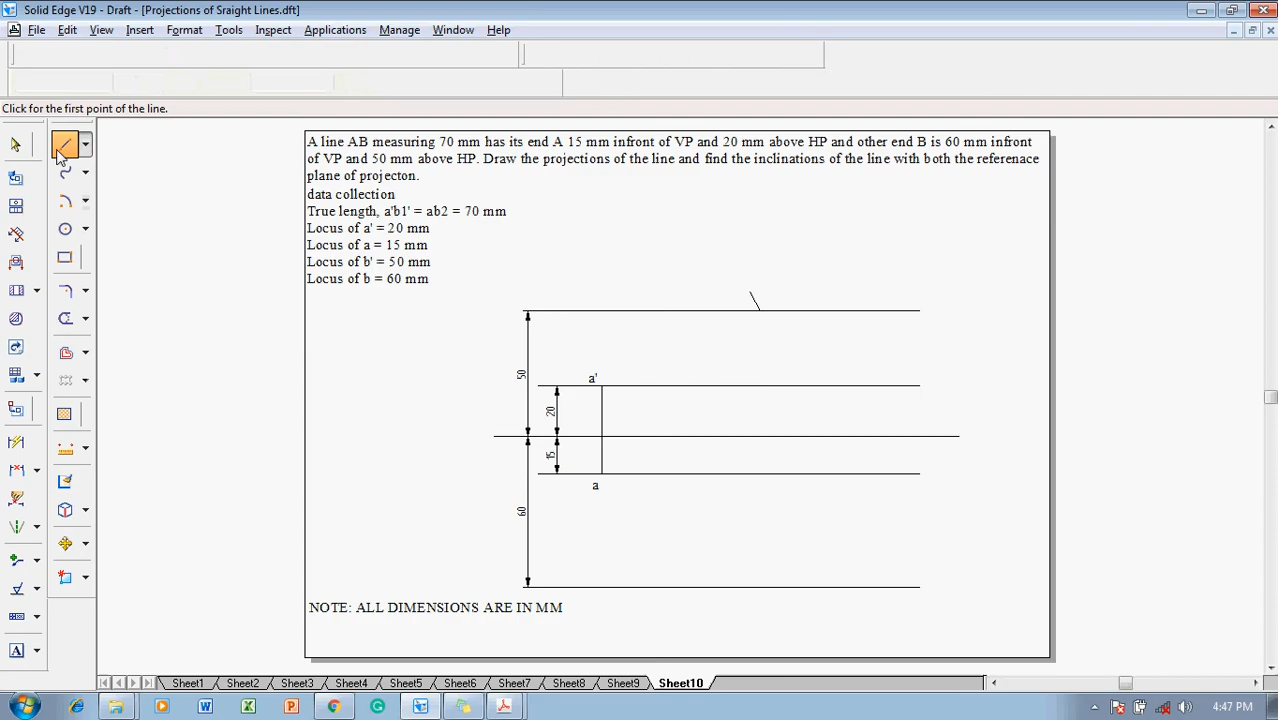 Solid Edge V19 - Draft - [Projections of Sraight Lines.dft]
File Edit View Insert Format Tools Inspect Applications Manage Window Help
Click for the first point of the line.
A line AB measuring 70 mm has its end A 15 mm infront of VP and 20 mm above HP and other end B is 60 mm infront
of VP and 50 mm above HP. Draw the projections of the line and find the inclinations of the line with both the referenace
plane of projecton.
data collection
True length, a'b1' = ab2 = 70 mm
Locus of a' = 20 mm
Locus of a = 15 mm
Locus of b' = 50 mm
Locus of b = 60 mm
50
a'
20
15
a
60
NOTE: ALL DIMENSIONS ARE IN MM
Sheet1 Sheet2 Sheet3 Sheet4 Sheet5 Sheet6 Sheet7 Sheet8 Sheet9 Sheet10
4:47 PM